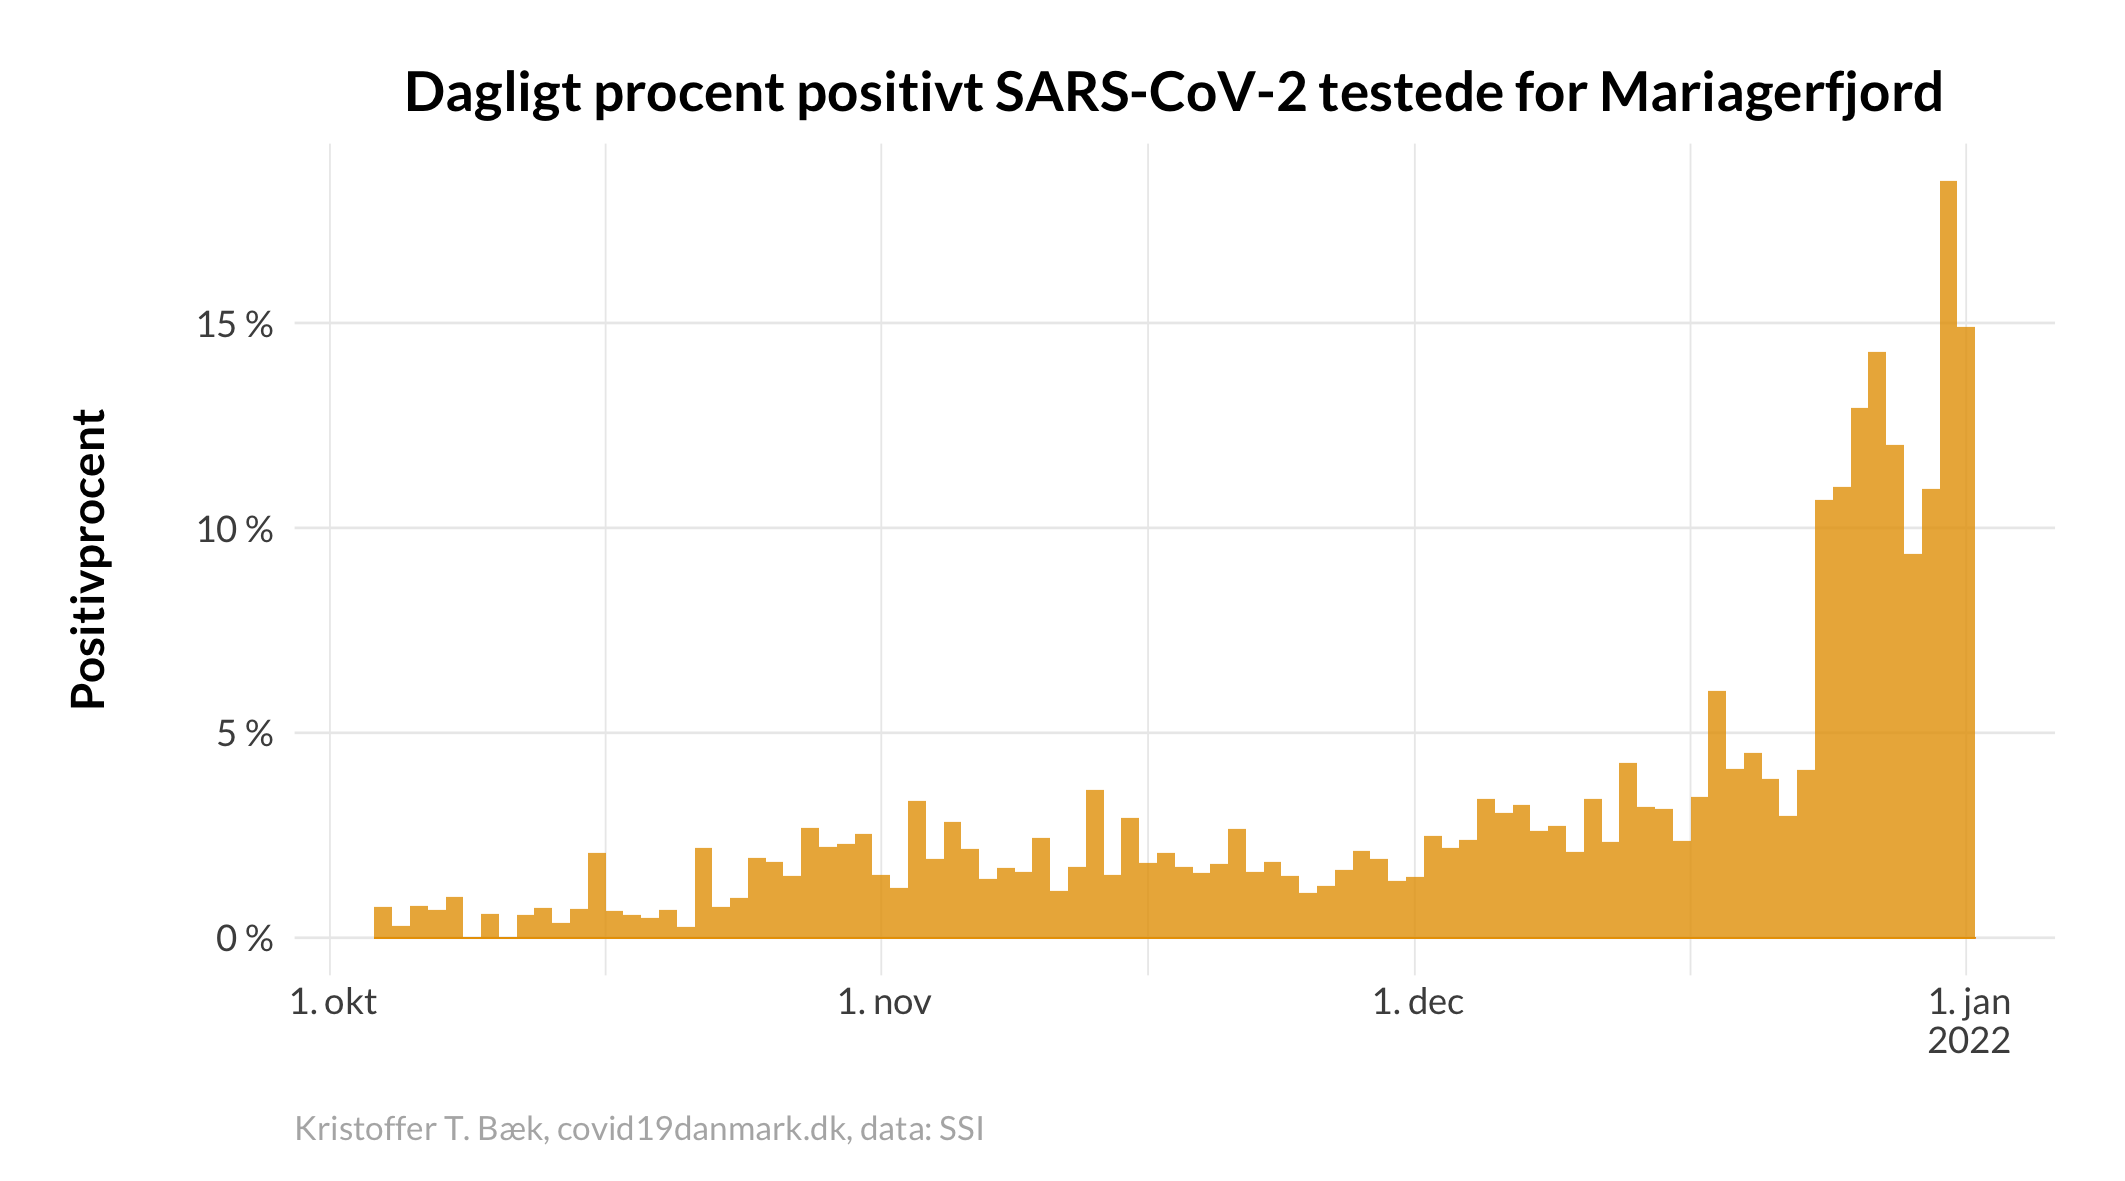 Dagligt procent positivt SARS-CoV-2 testede for Mariagerfjord
Positivprocent
15 %
10 %
5 %
0 %
1. okt
1. nov
1. dec
1. jan
2022
Kristoffer T. Bæk, covid19danmark.dk, data: SSI